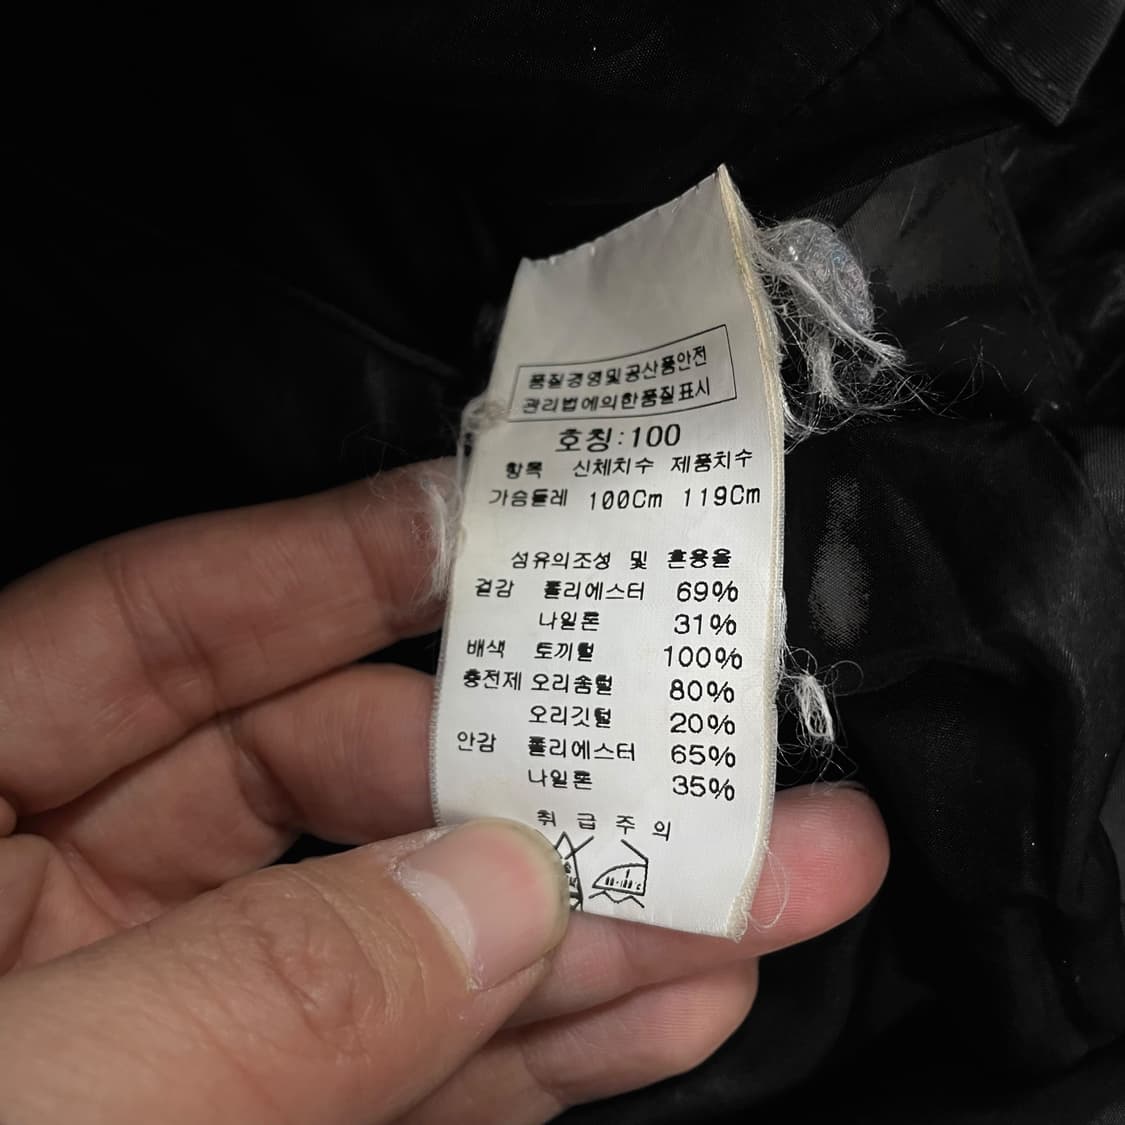 품질경영및공산품안전
관리법에의한품질표시
호칭:100
항목 신체치수 제품치수
가슴둘레 100Cm 119Cm
섬유의조성 및 혼용율
겉감 폴리에스터 69%
나일론 31%
배색 토끼털 100%
충전제 오리솜털 80%
오리깃털 20%
안감 폴리에스터 65%
나일론 35%
취급주의